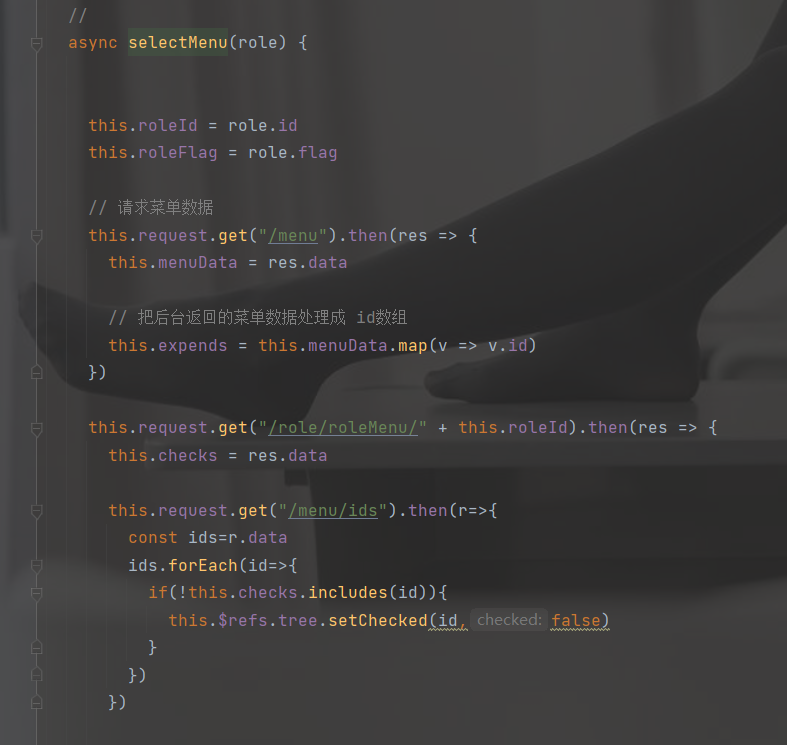 //
async selectMenu(role) {
this.roleId = role.id
this.roleFlag = role.flag
// 请求菜单数据
this.request.get("/menu").then(res => {
this.menuData = res.data
// 把后台返回的菜单数据处理成 id数组
this.expends = this.menuData.map(v => v.id)
})
this.request.get("/role/roleMenu/" + this.roleId).then(res => {
this.checks = res.data
this.request.get("/menu/ids").then(r=>{
const ids=r.data
ids.forEach(id=>{
if(!this.checks.includes(id)){
this.$refs.tree.setChecked(id, checked: false)
}
})
})